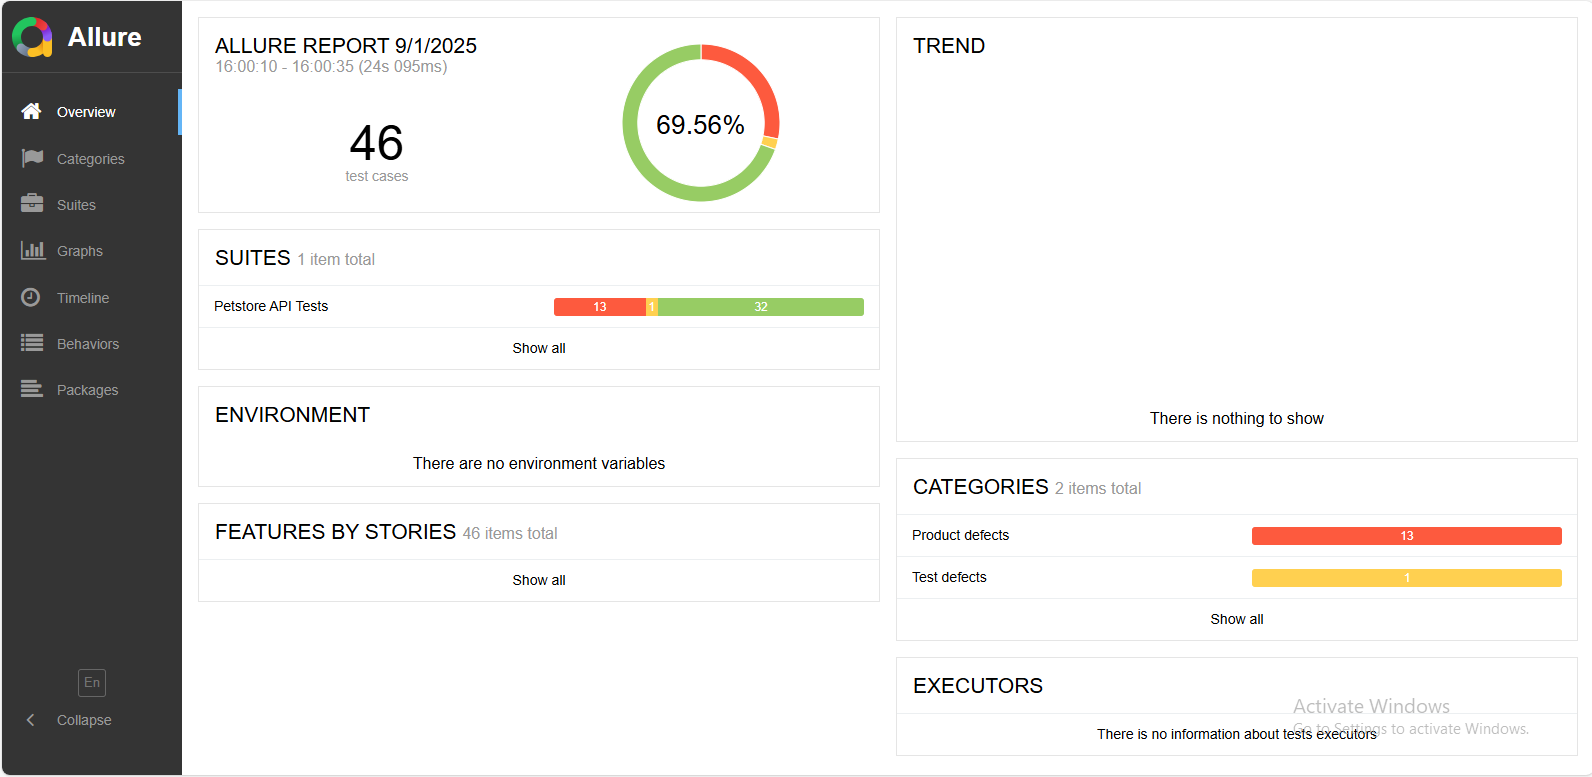 Allure
Overview
Categories
Suites
Graphs
Timeline
Behaviors
Packages
En
Collapse
ALLURE REPORT 9/1/2025
16:00:10 - 16:00:35 (24s 095ms)
46
test cases
69.56%
SUITES 1 item total
Petstore API Tests 13 1 32
Show all
ENVIRONMENT
There are no environment variables
FEATURES BY STORIES 46 items total
Show all
TREND
There is nothing to show
CATEGORIES 2 items total
Product defects 13
Test defects 1
Show all
EXECUTORS
There is no information about tests executors
Activate Windows
Go to Settings to activate Windows.